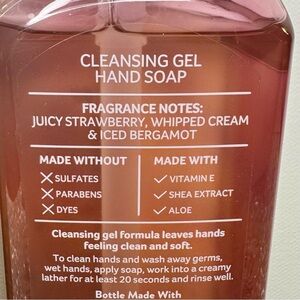 CLEANSING GEL
HAND SOAP
FRAGRANCE NOTES:
JUICY STRAWBERRY, WHIPPED CREAM
& ICED BERGAMOT
MADE WITHOUT
SULFATES
PARABENS
DYES
MADE WITH
VITAMIN E
SHEA EXTRACT
ALOE
Cleansing gel formula leaves hands
feeling clean and soft.
To clean hands and wash away germs,
wet hands, apply soap, work into a creamy
lather for at least 20 seconds and rinse well.
Bottle Made With